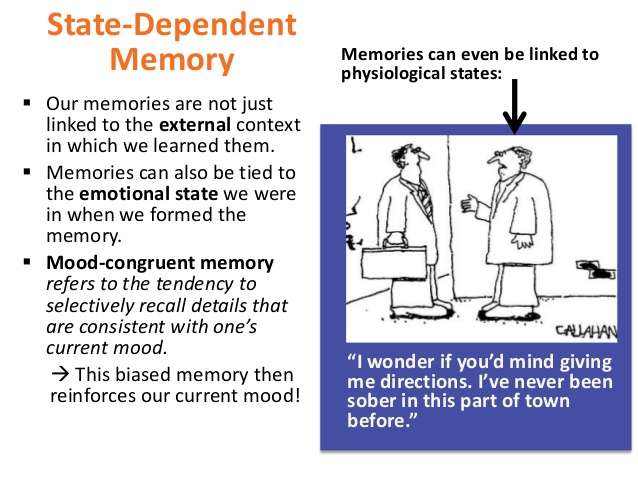 State-Dependent
Memory
▪ Our memories are not just
linked to the external context
in which we learned them.
▪ Memories can also be tied to
the emotional state we were
in when we formed the
memory.
▪ Mood-congruent memory
refers to the tendency to
selectively recall details that
are consistent with one’s
current mood.
→ This biased memory then
reinforces our current mood!
Memories can even be linked to
physiological states:
CALLAHAN
“I wonder if you’d mind giving
me directions. I’ve never been
sober in this part of town
before.”